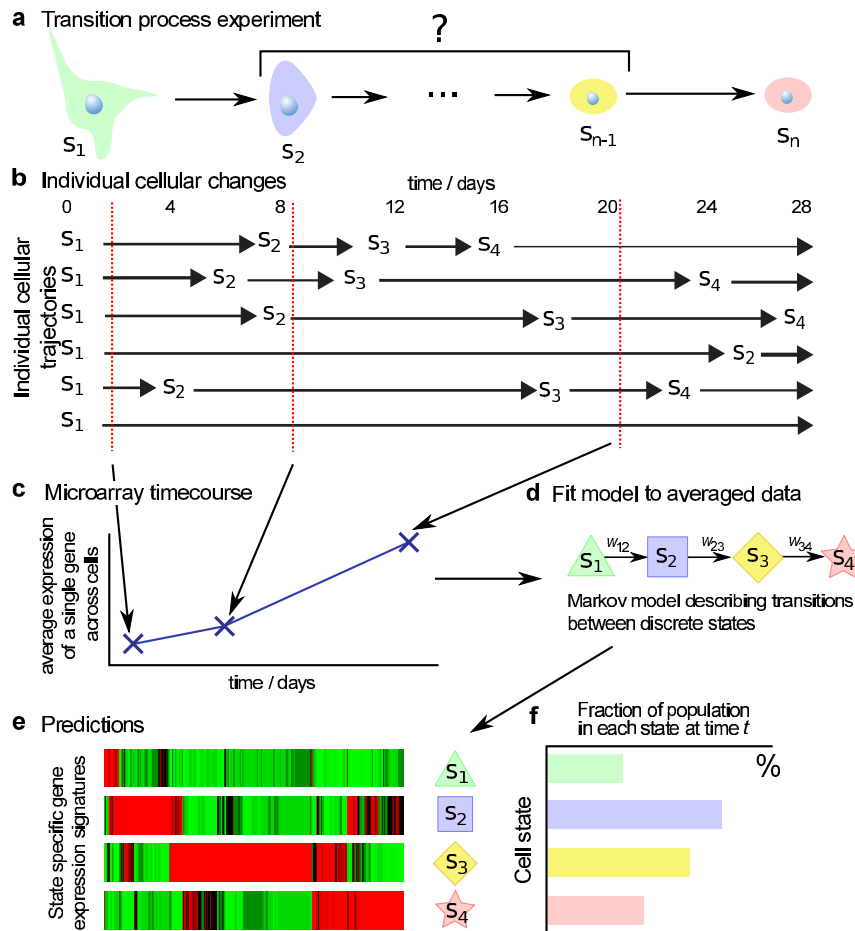 a Transition process experiment
?
...
S1
S2
Sn-1
Sn
b Individual cellular changes
time / days
0 4 8 12 16 20 24 28
Individual cellular
trajectories
S1 S2 S3 S4
S1 S2 S3 S4
S1 S2 S3 S4
S1 S2
S1 S2 S3 S4
S1
c Microarray timecourse
average expression
of a single gene
across cells
time / days
d Fit model to averaged data
w12 w23 w34
S1 S2 S3 S4
Markov model describing transitions
between discrete states
e Predictions
State specific gene
expression signatures
S1
S2
S3
S4
f Fraction of population
in each state at time t
%
Cell state